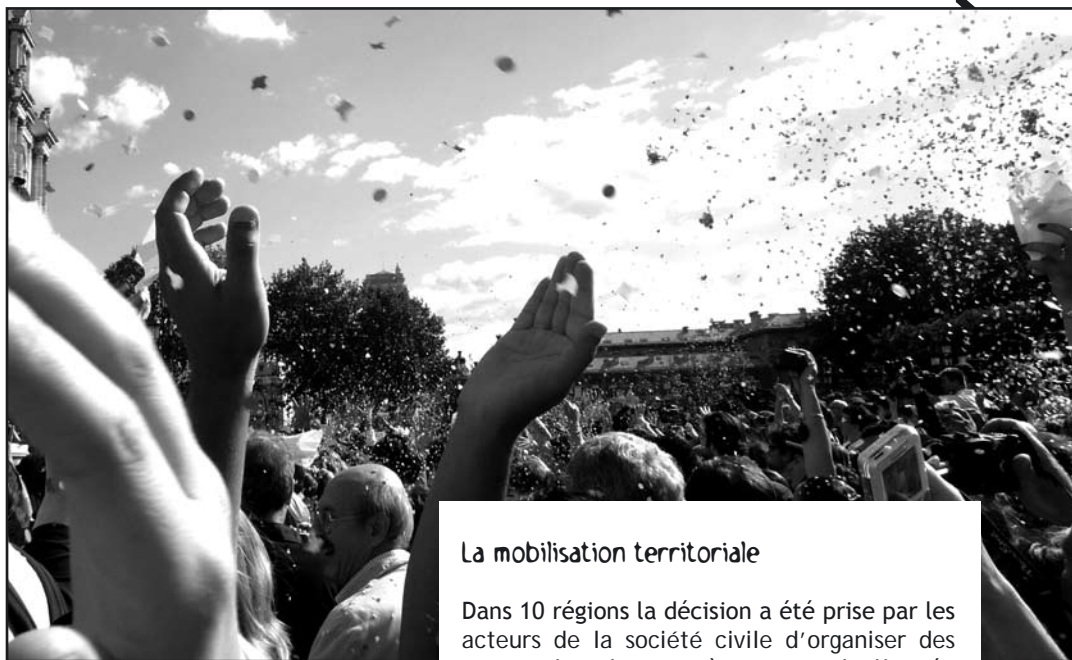 La mobilisation territoriale
Dans 10 régions la décision a été prise par les
acteurs de la société civile d'organiser des